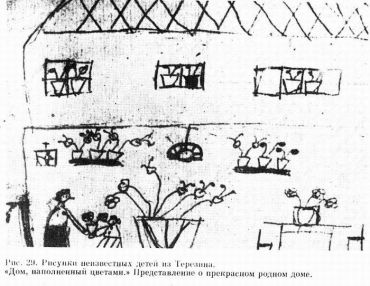 Рис. 29. Рисунки неизвестных детей из Терезина.
«Дом, наполненный цветами.» Представление о прекрасном родном доме.